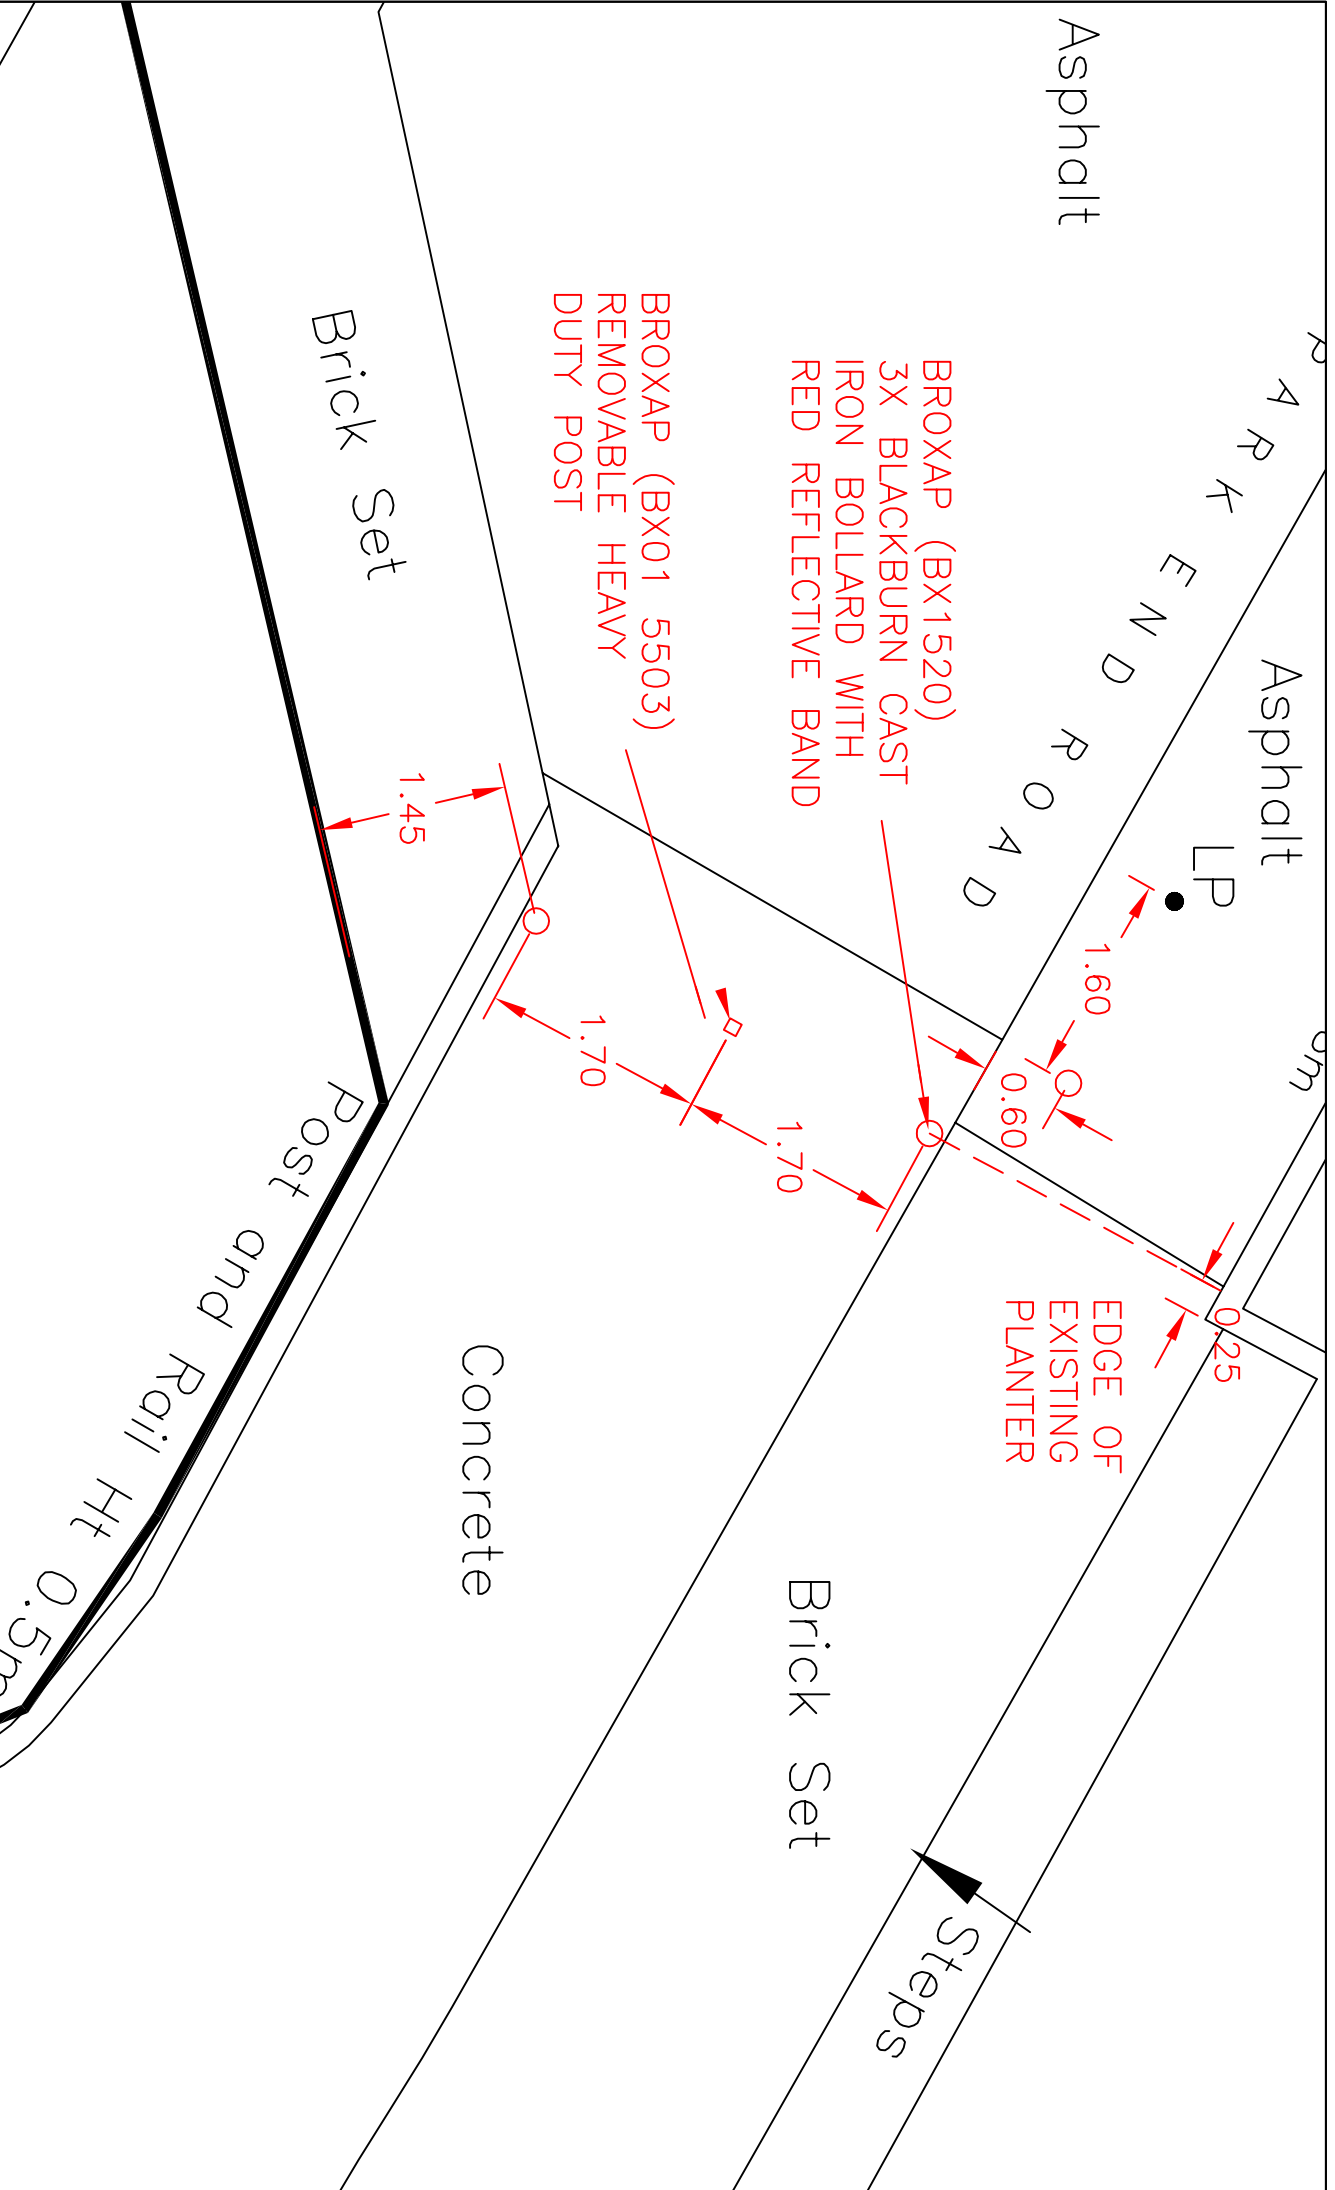 PARK END ROAD
Asphalt
Asphalt
LP
1.60
0.60
BROXAP (BX1520)
3X BLACKBURN CAST
IRON BOLLARD WITH
RED REFLECTIVE BAND
BROXAP (BX01 5503)
REMOVABLE HEAVY
DUTY POST
Brick Set
1.45
1.70
1.70
0.25
EDGE OF
EXISTING
PLANTER
Concrete
Brick Set
Steps
Post and Rail Ht 0.5m